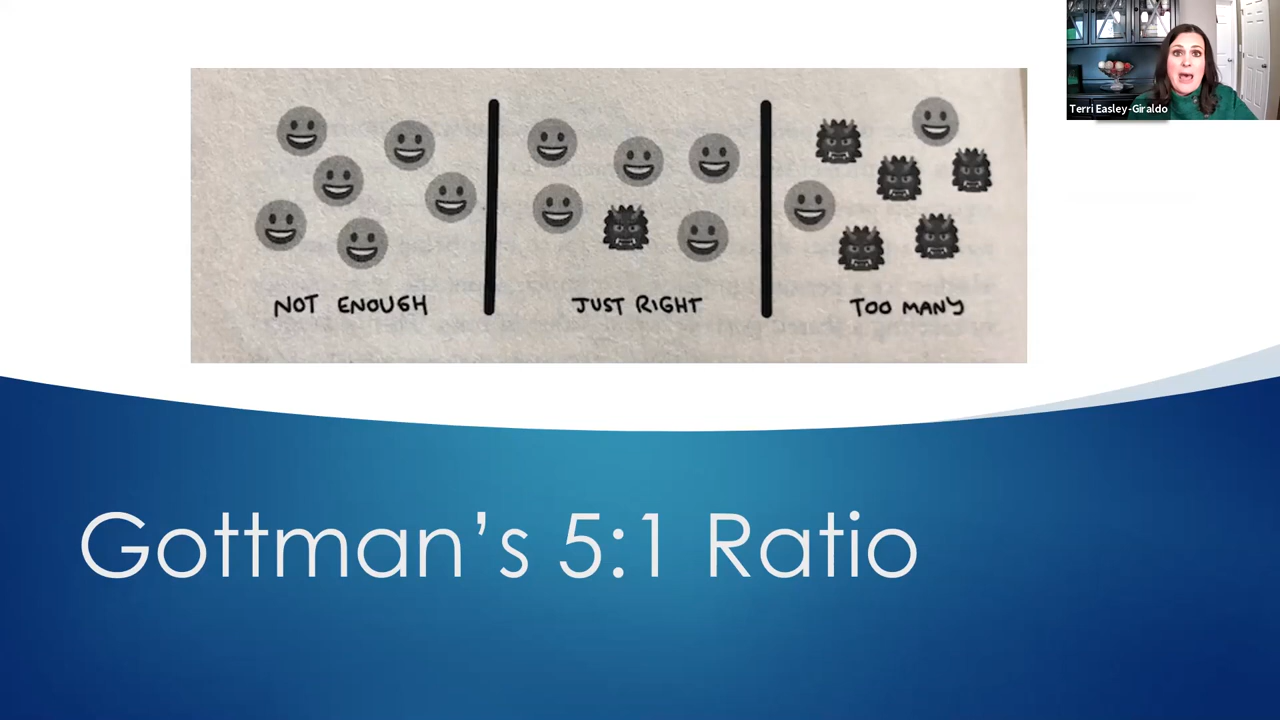 Terri Easley-Giraldo
NOT ENOUGH
JUST RIGHT
TOO MANY
Gottman’s 5:1 Ratio